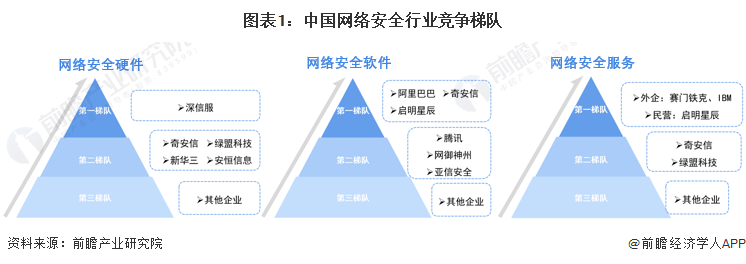 图表1：中国网络安全行业竞争梯队
网络安全硬件
第一梯队
➤深信服
第二梯队
➤奇安信 ➤绿盟科技
➤新华三 ➤安恒信息
第三梯队
➤其他企业
网络安全软件
第一梯队
➤阿里巴巴 ➤奇安信
➤启明星辰
第二梯队
➤腾讯
➤网御神州
➤亚信安全
第三梯队
➤其他企业
网络安全服务
第一梯队
➤外企：赛门铁克、IBM
➤民营：启明星辰
第二梯队
➤奇安信
➤绿盟科技
第三梯队
➤其他企业
资料来源：前瞻产业研究院
@前瞻经济学人APP
前瞻产业研究院